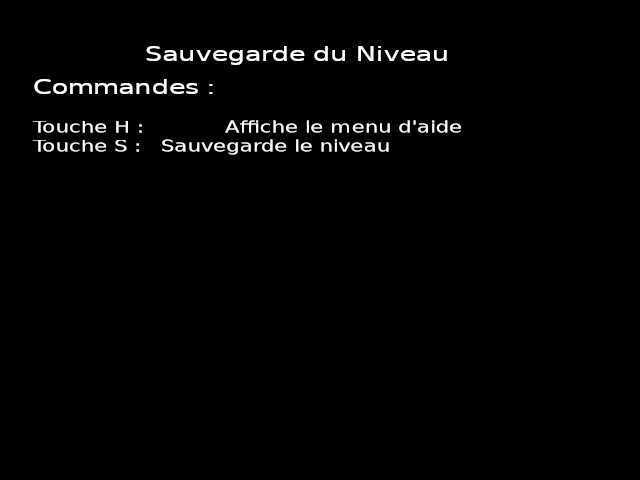 Sauvegarde du Niveau
Commandes :
Touche H : Affiche le menu d'aide
Touche S : Sauvegarde le niveau